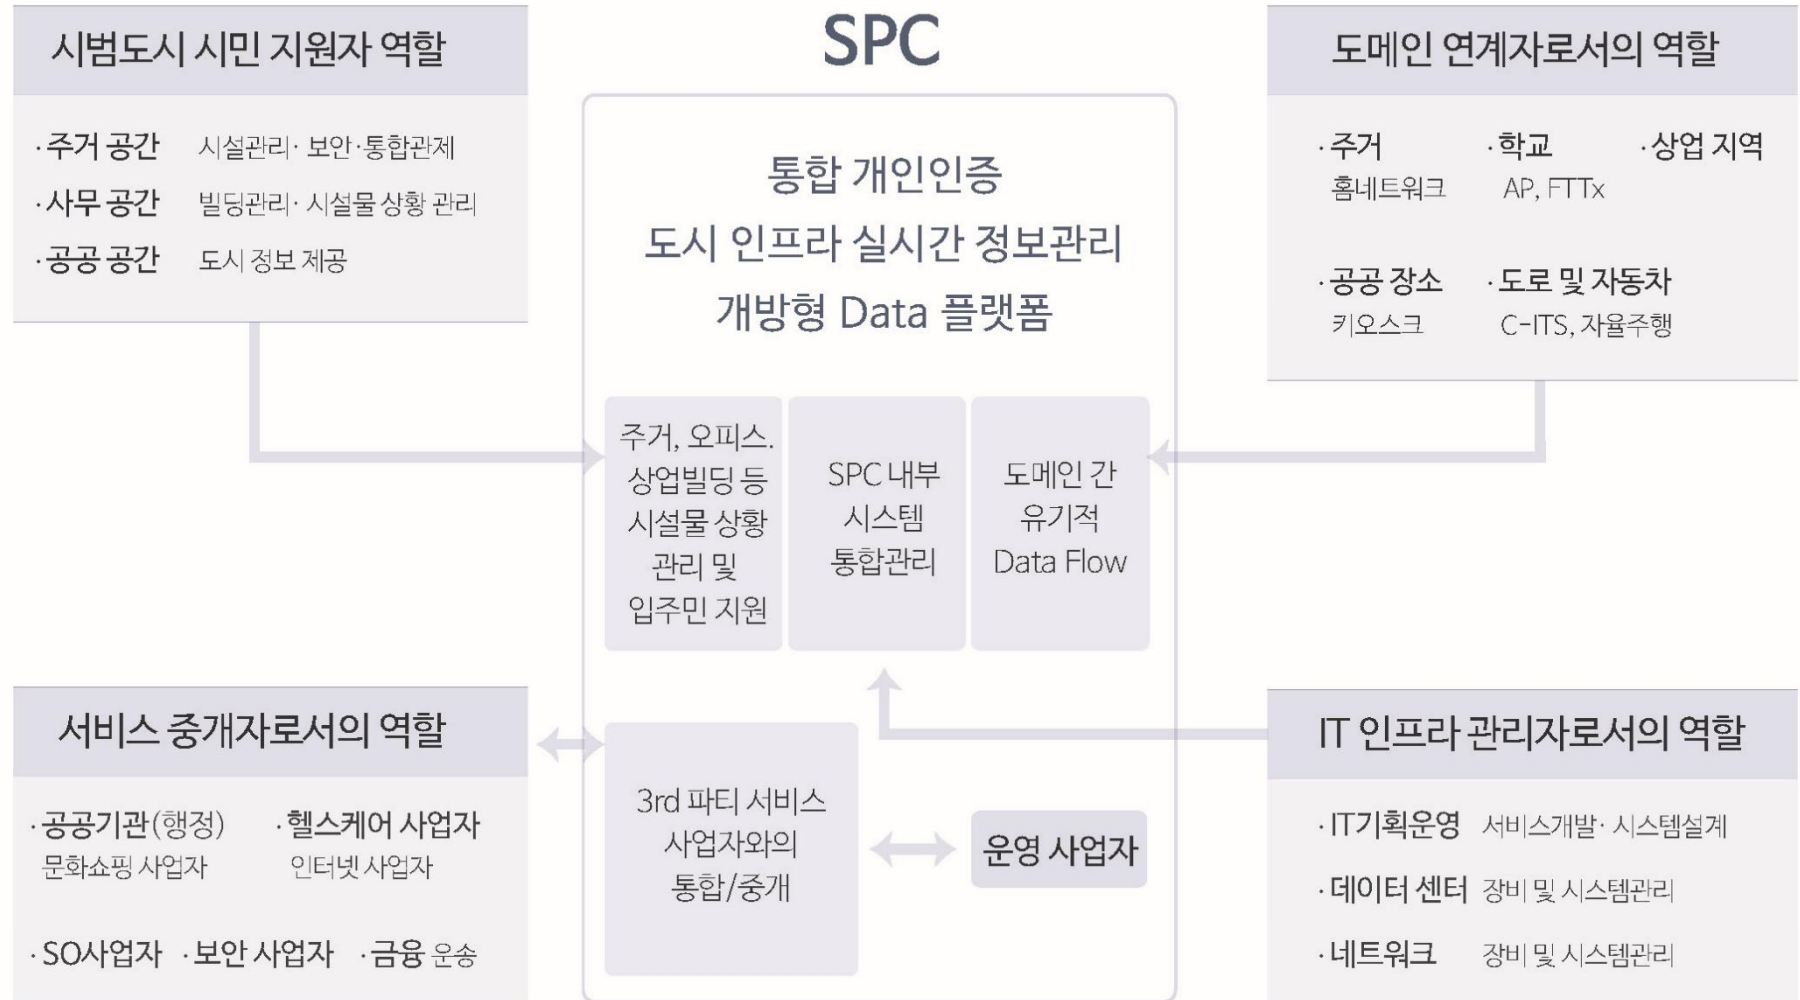 SPC
시범도시 시민 지원자 역할
· 주거 공간 시설관리· 보안·통합관제
· 사무 공간 빌딩관리· 시설물 상황 관리
· 공공 공간 도시 정보 제공
통합 개인인증
도시 인프라 실시간 정보관리
개방형 Data 플랫폼
도메인 연계자로서의 역할
· 주거 · 학교 · 상업 지역
홈네트워크 AP, FTTx
· 공공 장소 · 도로 및 자동차
키오스크 C-ITS, 자율주행
주거, 오피스.
상업빌딩 등
시설물 상황
관리 및
입주민 지원
SPC 내부
시스템
통합관리
도메인 간
유기적
Data Flow
서비스 중개자로서의 역할
· 공공기관(행정) · 헬스케어 사업자
문화쇼핑 사업자 인터넷 사업자
· SO사업자 · 보안 사업자 · 금융 운송
3rd 파티 서비스
사업자와의
통합/중개
운영 사업자
IT 인프라 관리자로서의 역할
· IT기획운영 서비스개발· 시스템설계
· 데이터 센터 장비 및 시스템관리
· 네트워크 장비 및 시스템관리